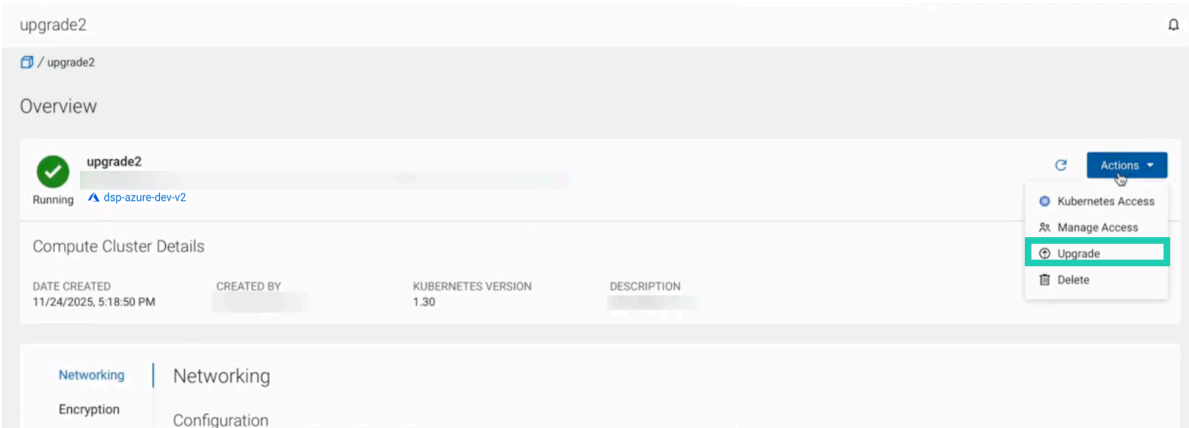 upgrade2
/ upgrade2
Overview
upgrade2
Actions
Running
dsp-azure-dev-v2
Kubernetes Access
Manage Access
Upgrade
Delete
Compute Cluster Details
DATE CREATED CREATED BY KUBERNETES VERSION DESCRIPTION
11/24/2025, 5:18:50 PM 1.30
Networking
Encryption
Networking
Configuration